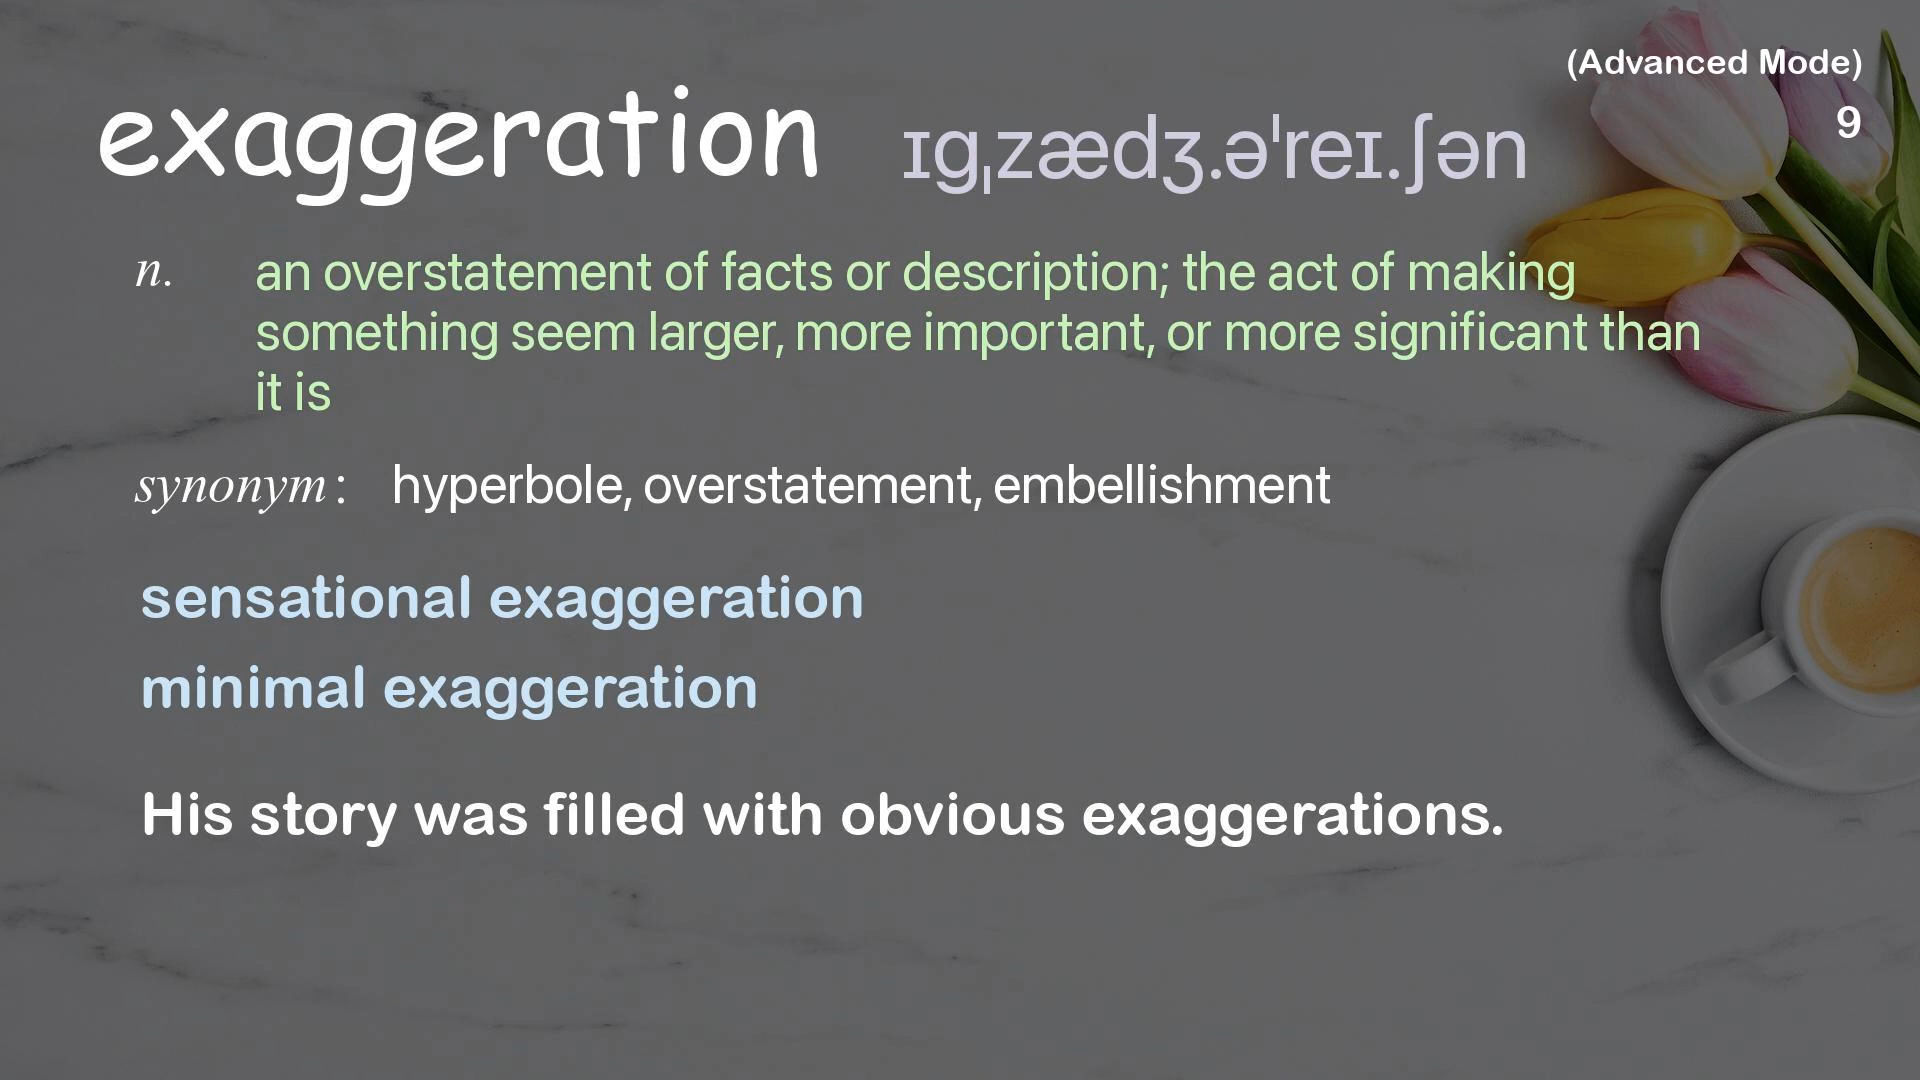 (Advanced Mode)
exaggeration ɪɡˌzædʒ.əˈreɪ.ʃən
9
n. an overstatement of facts or description; the act of making
something seem larger, more important, or more significant than
it is
synonym: hyperbole, overstatement, embellishment
sensational exaggeration
minimal exaggeration
His story was filled with obvious exaggerations.